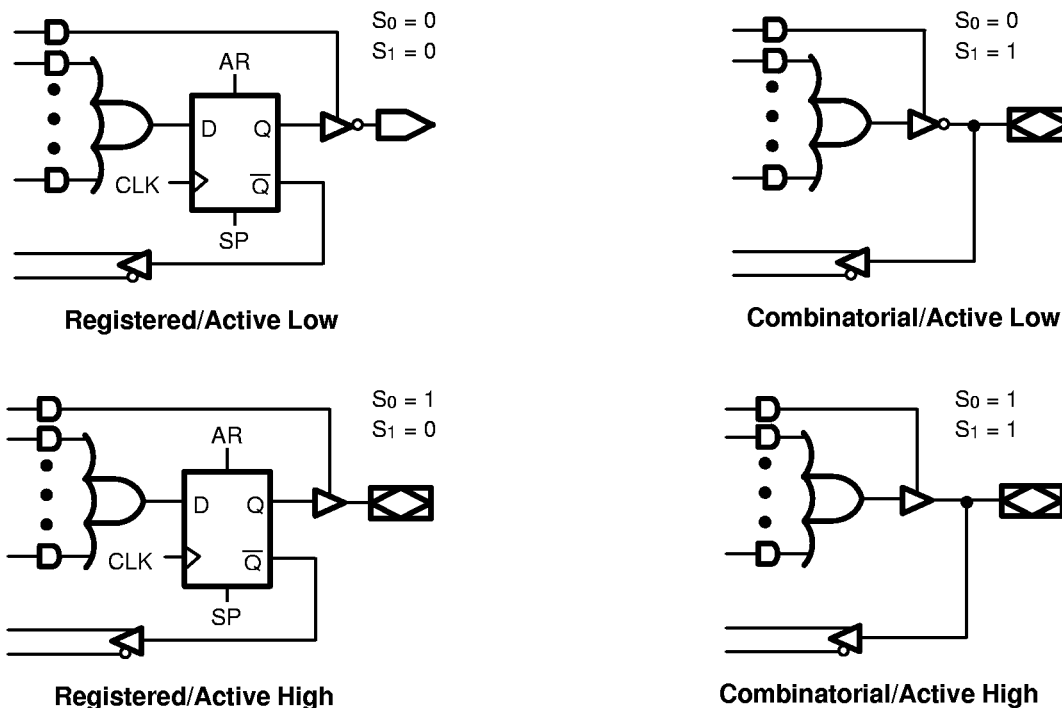 S0 = 0
S1 = 0
AR
D Q
CLK
Q̅
SP
Registered/Active Low
S0 = 0
S1 = 1
Combinatorial/Active Low
S0 = 1
S1 = 0
AR
D Q
CLK
Q̅
SP
Registered/Active High
S0 = 1
S1 = 1
Combinatorial/Active High